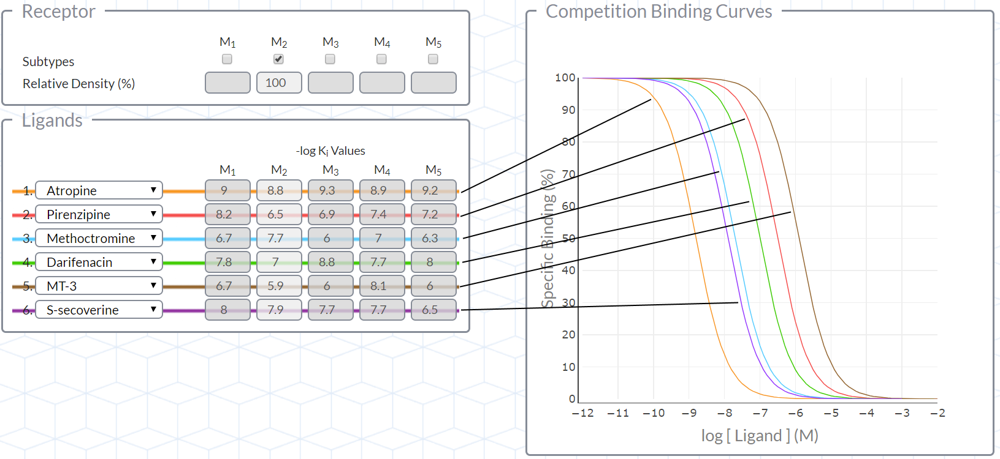 Receptor
M1 M2 M3 M4 M5
Subtypes
Relative Density (%) 100
Ligands
-log Ki Values
M1 M2 M3 M4 M5
1. Atropine 9 8.8 9.3 8.9 9.2
2. Pirenzipine 8.2 6.5 6.9 7.4 7.2
3. Methoctromine 6.7 7.7 6 7 6.3
4. Darifenacin 7.8 7 8.8 7.7 8
5. MT-3 6.7 5.9 6 8.1 6
6. S-secoverine 8 7.9 7.7 7.7 6.5
Competition Binding Curves
Specific Binding (%)
100
90
80
70
60
50
40
30
20
10
0
−12 −11 −10 −9 −8 −7 −6 −5 −4 −3 −2
log [ Ligand ] (M)